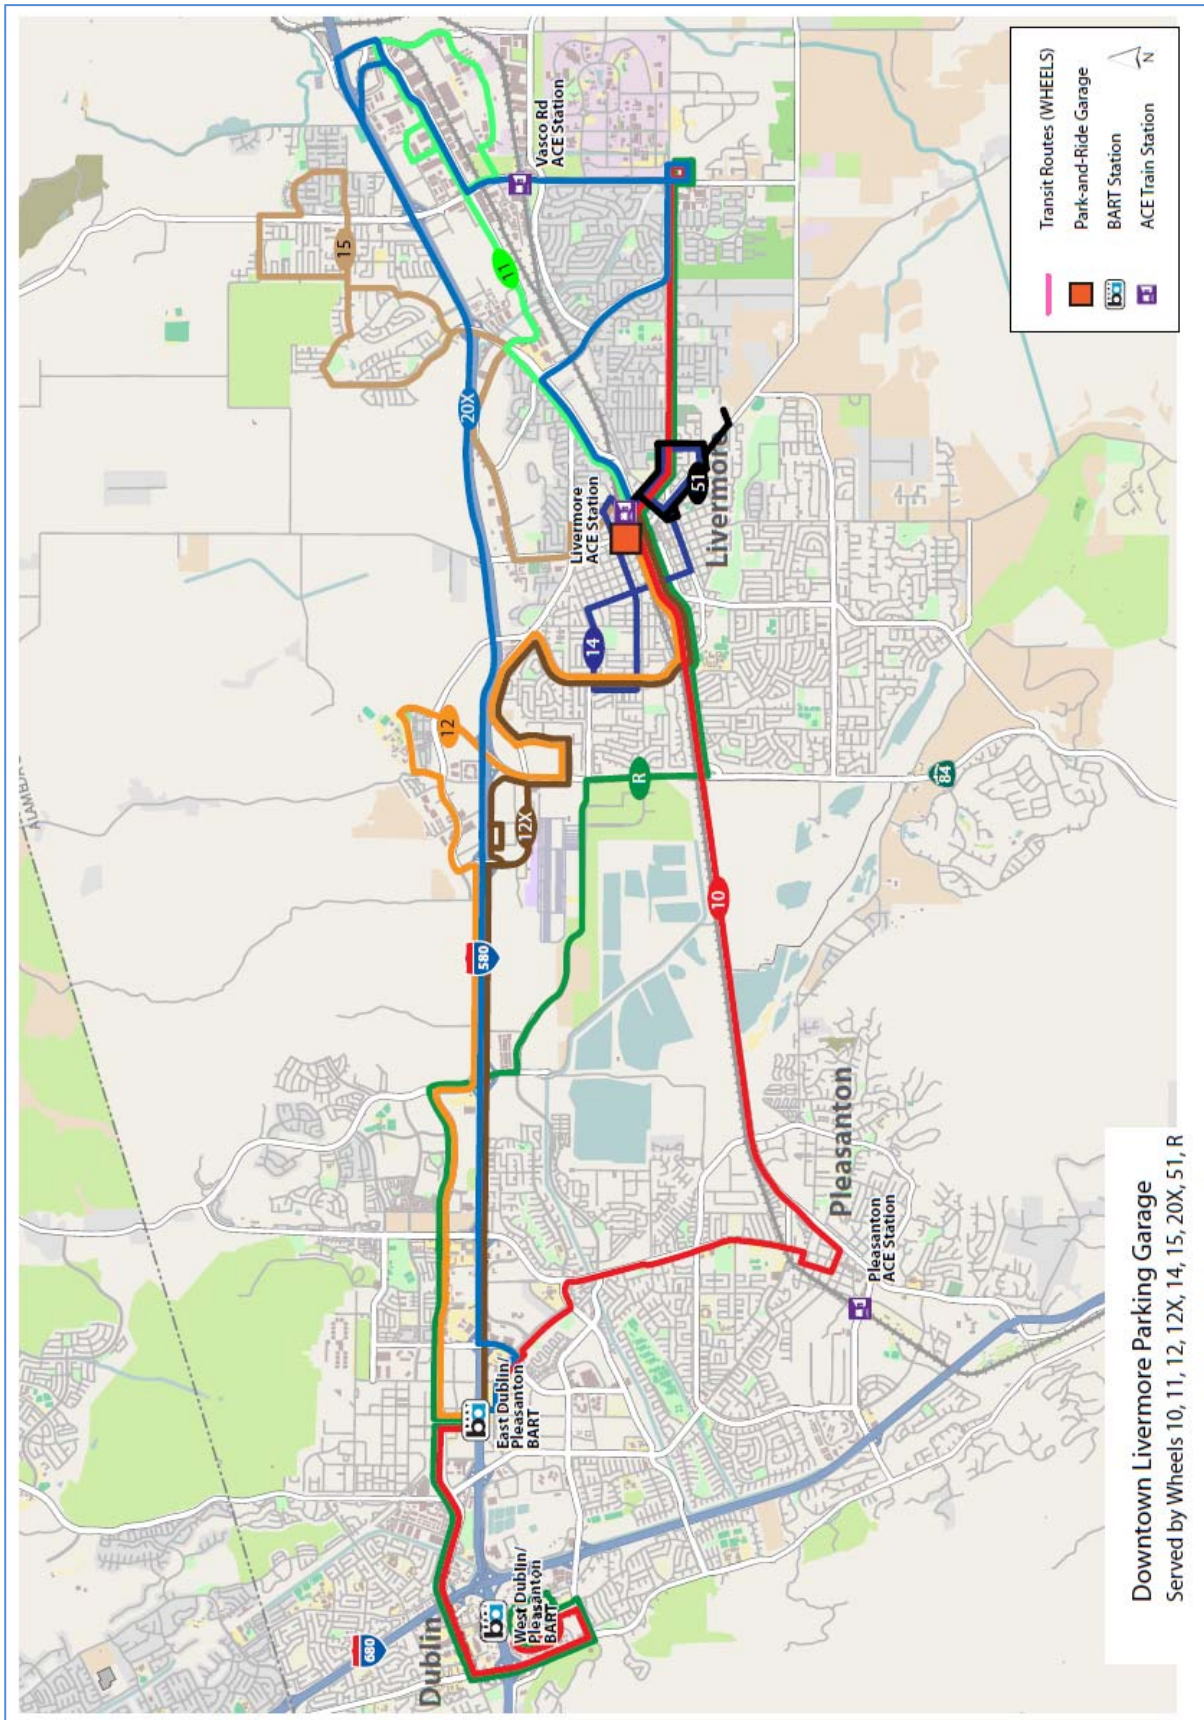 Dublin
680
West Dublin/
Pleasanton
BART
East Dublin/
Pleasanton
BART
580
ALAMEDA
12
12X
R
10
84
14
20X
15
11
Livermore
ACE Station
51
Livermore
Vasco Rd
ACE Station
Pleasanton
Pleasanton
ACE Station
Transit Routes (WHEELS)
Park-and-Ride Garage
ba
BART Station
ACE Train Station
N
Downtown Livermore Parking Garage
Served by Wheels 10, 11, 12, 12X, 14, 15, 20X, 51, R